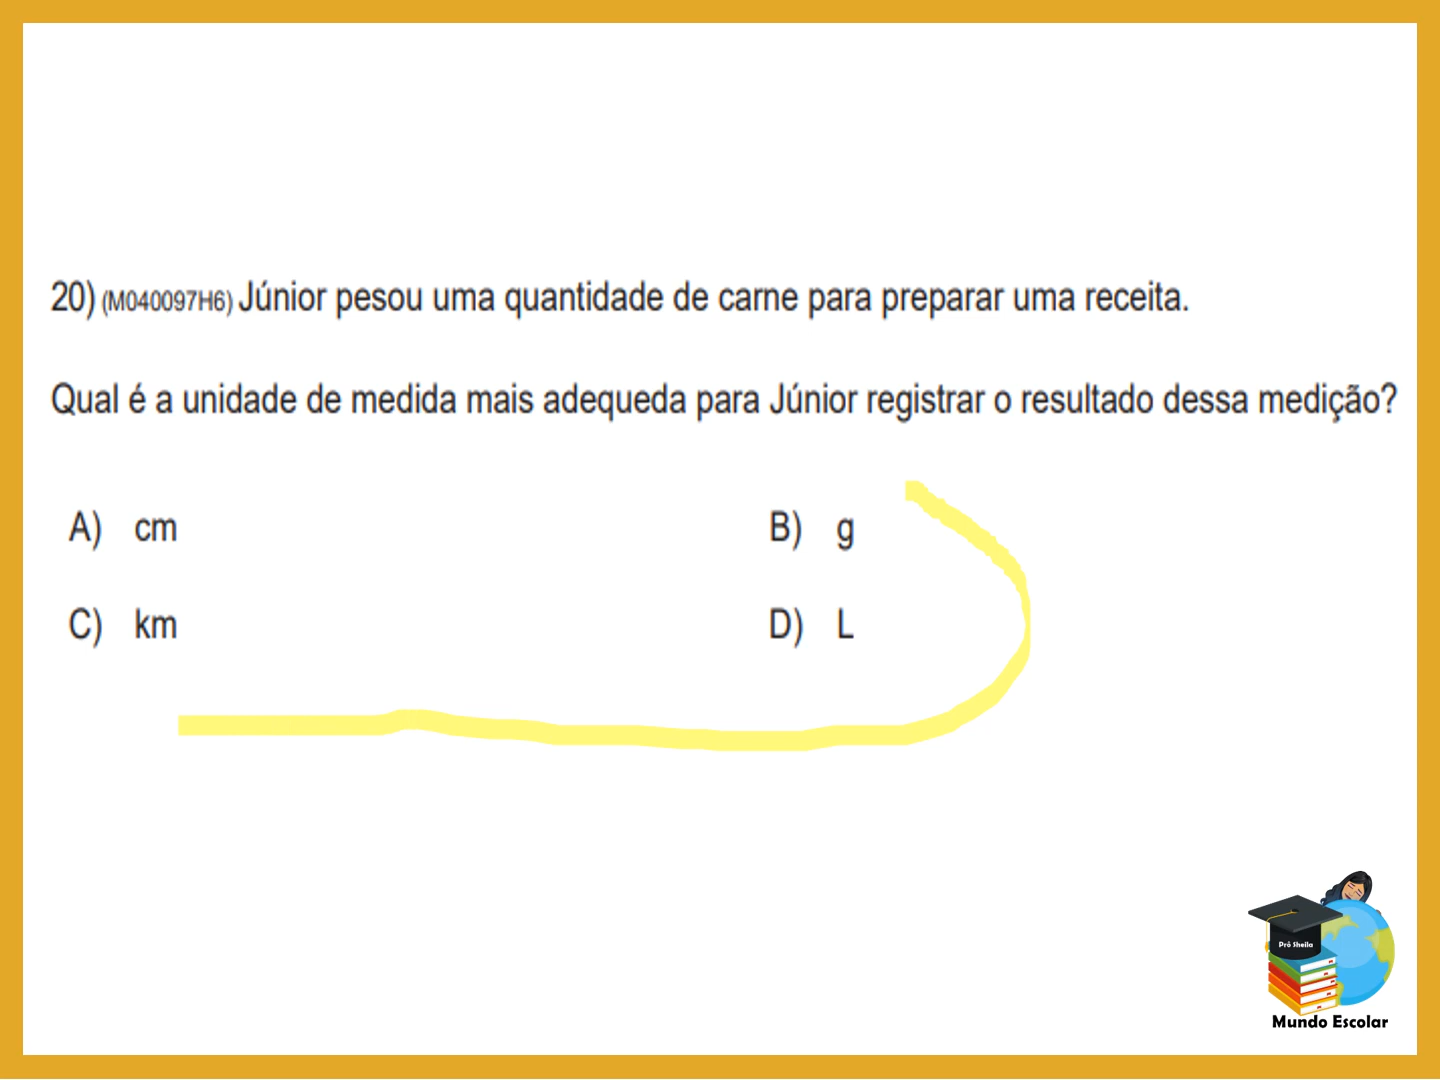 20) (M040097H6) Júnior pesou uma quantidade de carne para preparar uma receita.
Qual é a unidade de medida mais adequeda para Júnior registrar o resultado dessa medição?
A) cm
B) g
C) km
D) L
Prô Sheila
Mundo Escolar